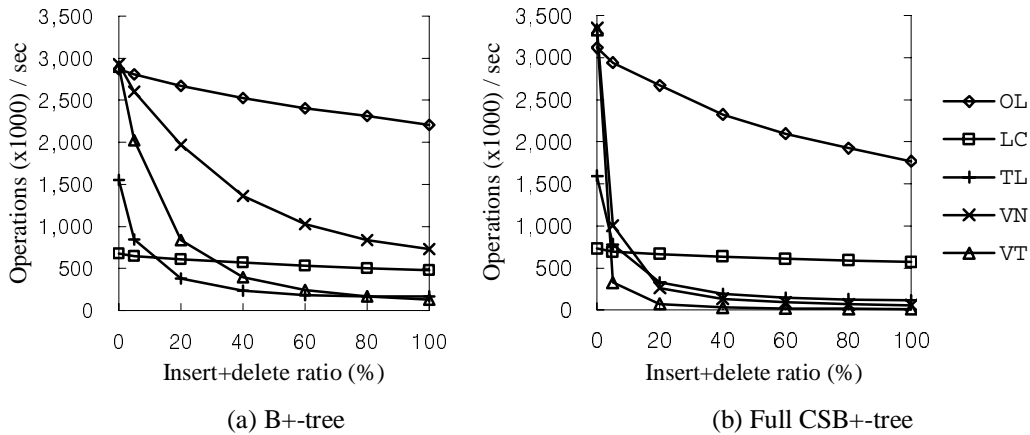 3,500
3,000
2,500
2,000
1,500
1,000
500
0
Operations (x1000) / sec
0 20 40 60 80 100
Insert+delete ratio (%)
(a) B+-tree
3,500
3,000
2,500
2,000
1,500
1,000
500
0
Operations (x1000) / sec
0 20 40 60 80 100
Insert+delete ratio (%)
(b) Full CSB+-tree
OL
LC
TL
VN
VT